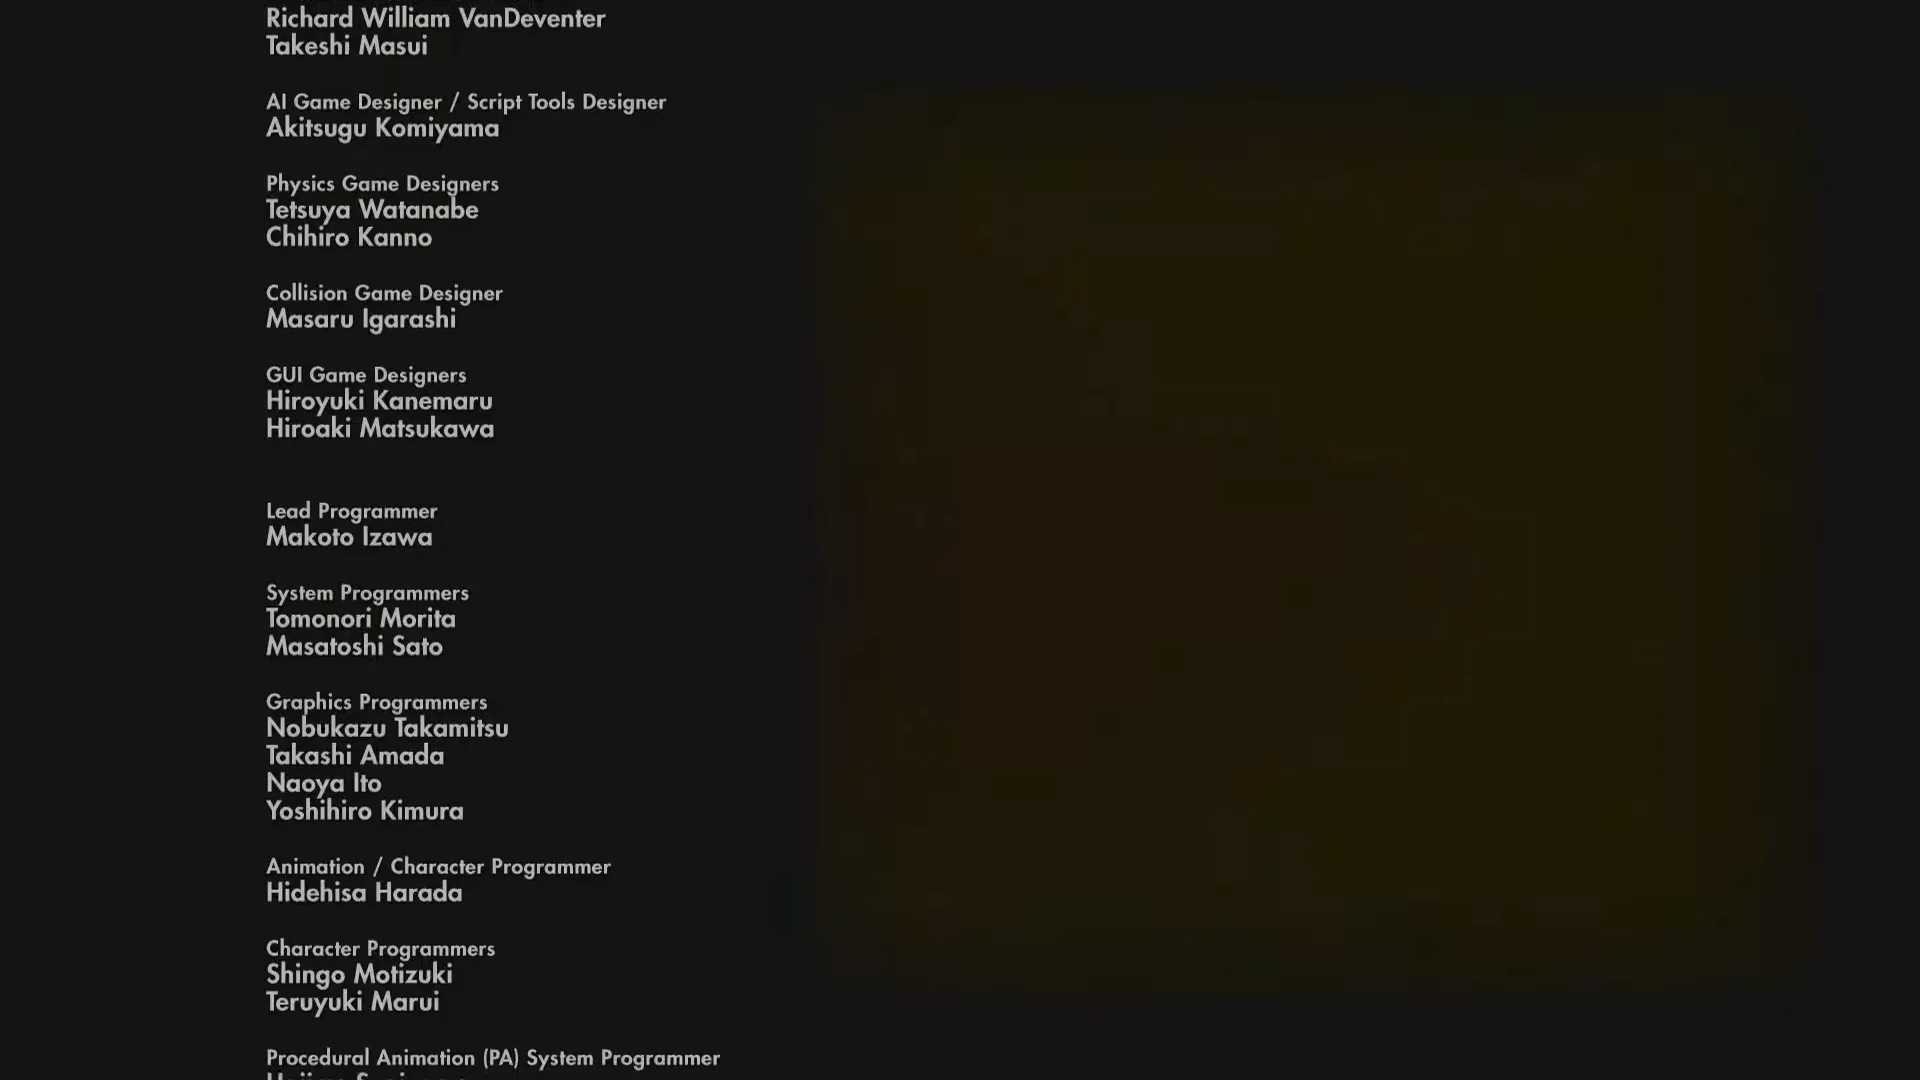 Richard William VanDeventer
Takeshi Masui
AI Game Designer / Script Tools Designer
Akitsugu Komiyama
Physics Game Designers
Tetsuya Watanabe
Chihiro Kanno
Collision Game Designer
Masaru Igarashi
GUI Game Designers
Hiroyuki Kanemaru
Hiroaki Matsukawa
Lead Programmer
Makoto Izawa
System Programmers
Tomonori Morita
Masatoshi Sato
Graphics Programmers
Nobukazu Takamitsu
Takashi Amada
Naoya Ito
Yoshihiro Kimura
Animation / Character Programmer
Hidehisa Harada
Character Programmers
Shingo Motizuki
Teruyuki Marui
Procedural Animation (PA) System Programmer